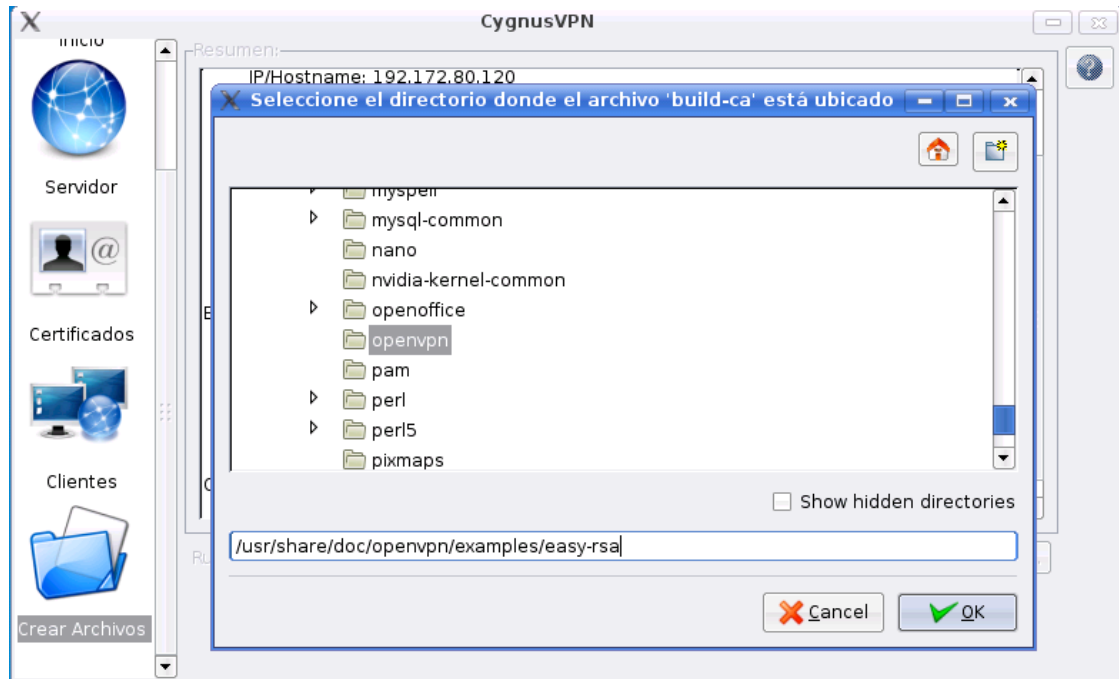 CygnusVPN
Inicio
Servidor
Certificados
Clientes
Crear Archivos
Resumen:
IP/Hostname: 192.172.80.120
Seleccione el directorio donde el archivo 'build-ca' está ubicado
myspell
mysql-common
nano
nvidia-kernel-common
openoffice
openvpn
pam
perl
perl5
pixmaps
Show hidden directories
/usr/share/doc/openvpn/examples/easy-rsa
Cancel
OK